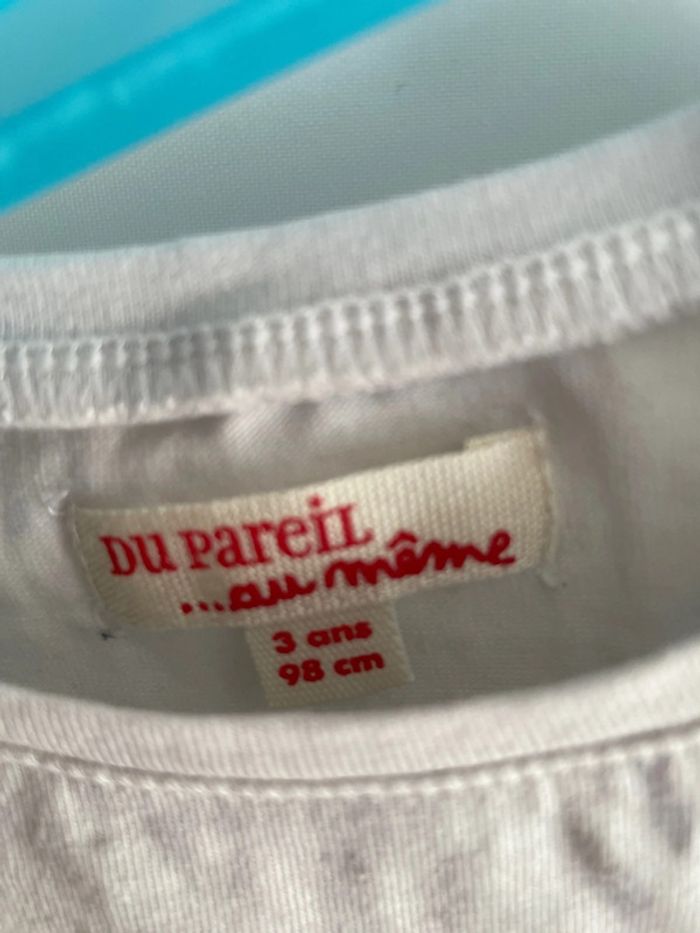 DU PAREIL
...au même
3 ans
98 cm